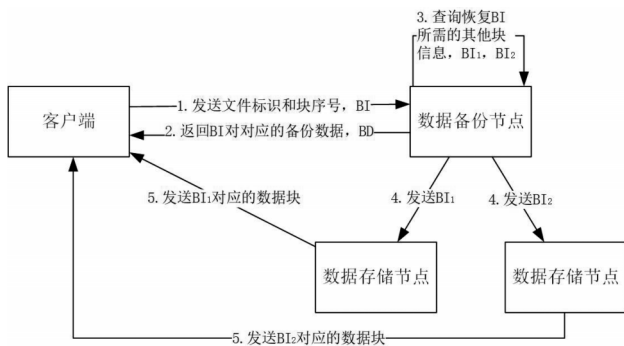 3. 查询恢复BI
所需的其他块
信息，BI₁，BI₂
客户端
1. 发送文件标识和块序号，BI
2. 返回BI对对应的备份数据，BD
数据备份节点
5. 发送BI₁对应的数据块
4. 发送BI₁
4. 发送BI₂
数据存储节点
数据存储节点
5. 发送BI₂对应的数据块